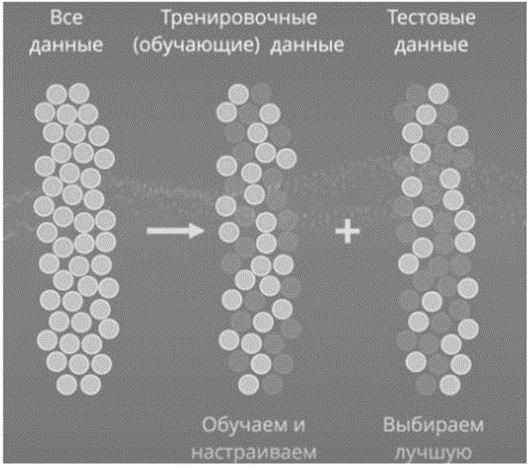 Все
данные
Тренировочные
(обучающие) данные
Тестовые
данные
Обучаем и
настраиваем
Выбираем
лучшую